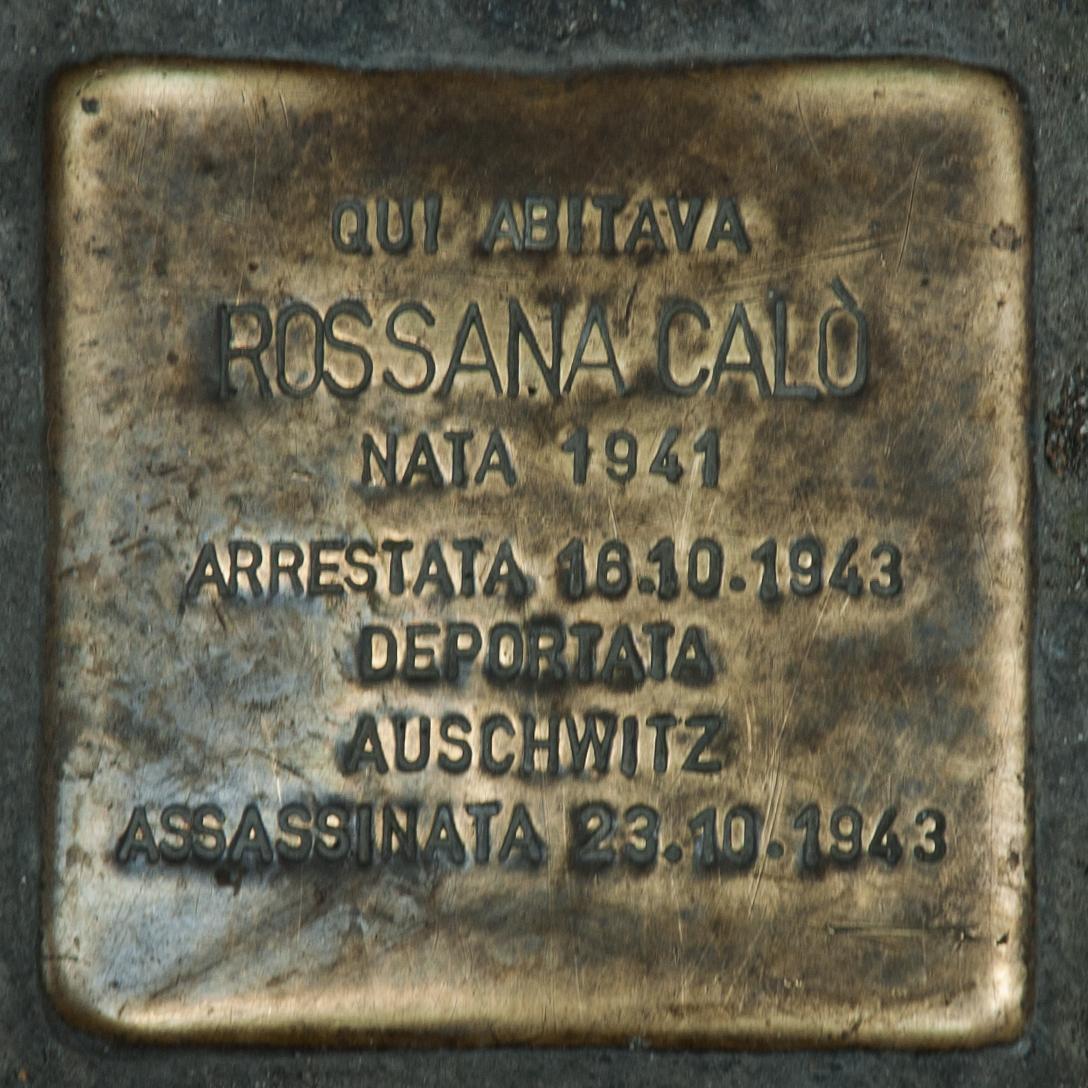 QUI ABITAVA
ROSSANA CALÒ
NATA 1941
ARRESTATA 16.10.1943
DEPORTATA
AUSCHWITZ
ASSASSINATA 23.10.1943